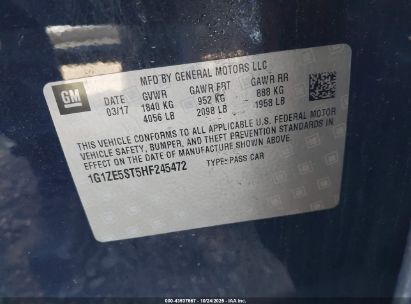 MFD BY GENERAL MOTORS LLC
GM
DATE GVWR GAWR FRT GAWR RR
03/17 1840 KG 952 KG 888 KG
4056 LB 2098 LB 1958 LB
THIS VEHICLE CONFORMS TO ALL APPLICABLE U.S. FEDERAL MOTOR
VEHICLE SAFETY, BUMPER, AND THEFT PREVENTION STANDARDS IN
EFFECT ON THE DATE OF MANUFACTURE SHOWN ABOVE.
1G1ZE5ST5HF245472 TYPE: PASS CAR